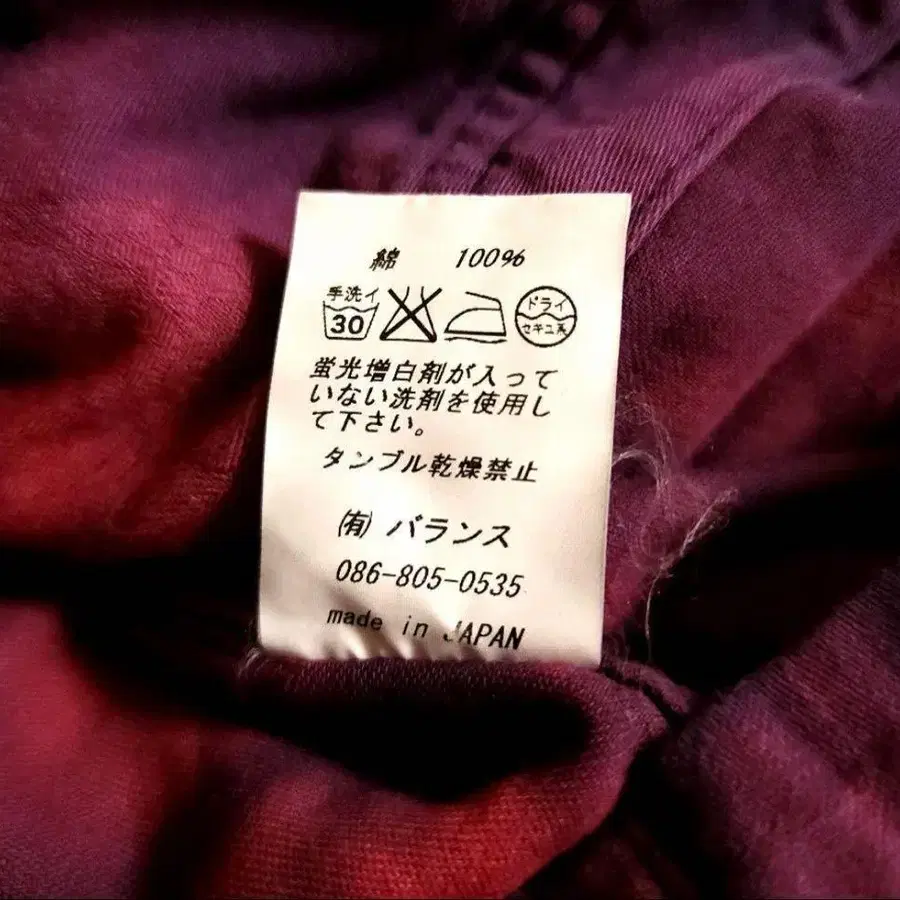 綿 100%
手洗イ
30
ドライ
セキユ系
蛍光増白剤が入って
いない洗剤を使用し
て下さい。
タンブル乾燥禁止
(有) バランス
086-805-0535
made in JAPAN